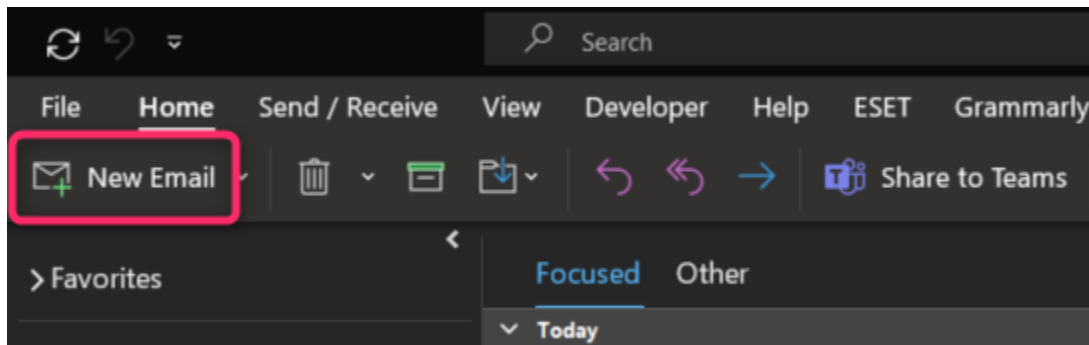 Search
File Home Send / Receive View Developer Help ESET Grammarly
New Email Share to Teams
Favorites
Focused Other
Today